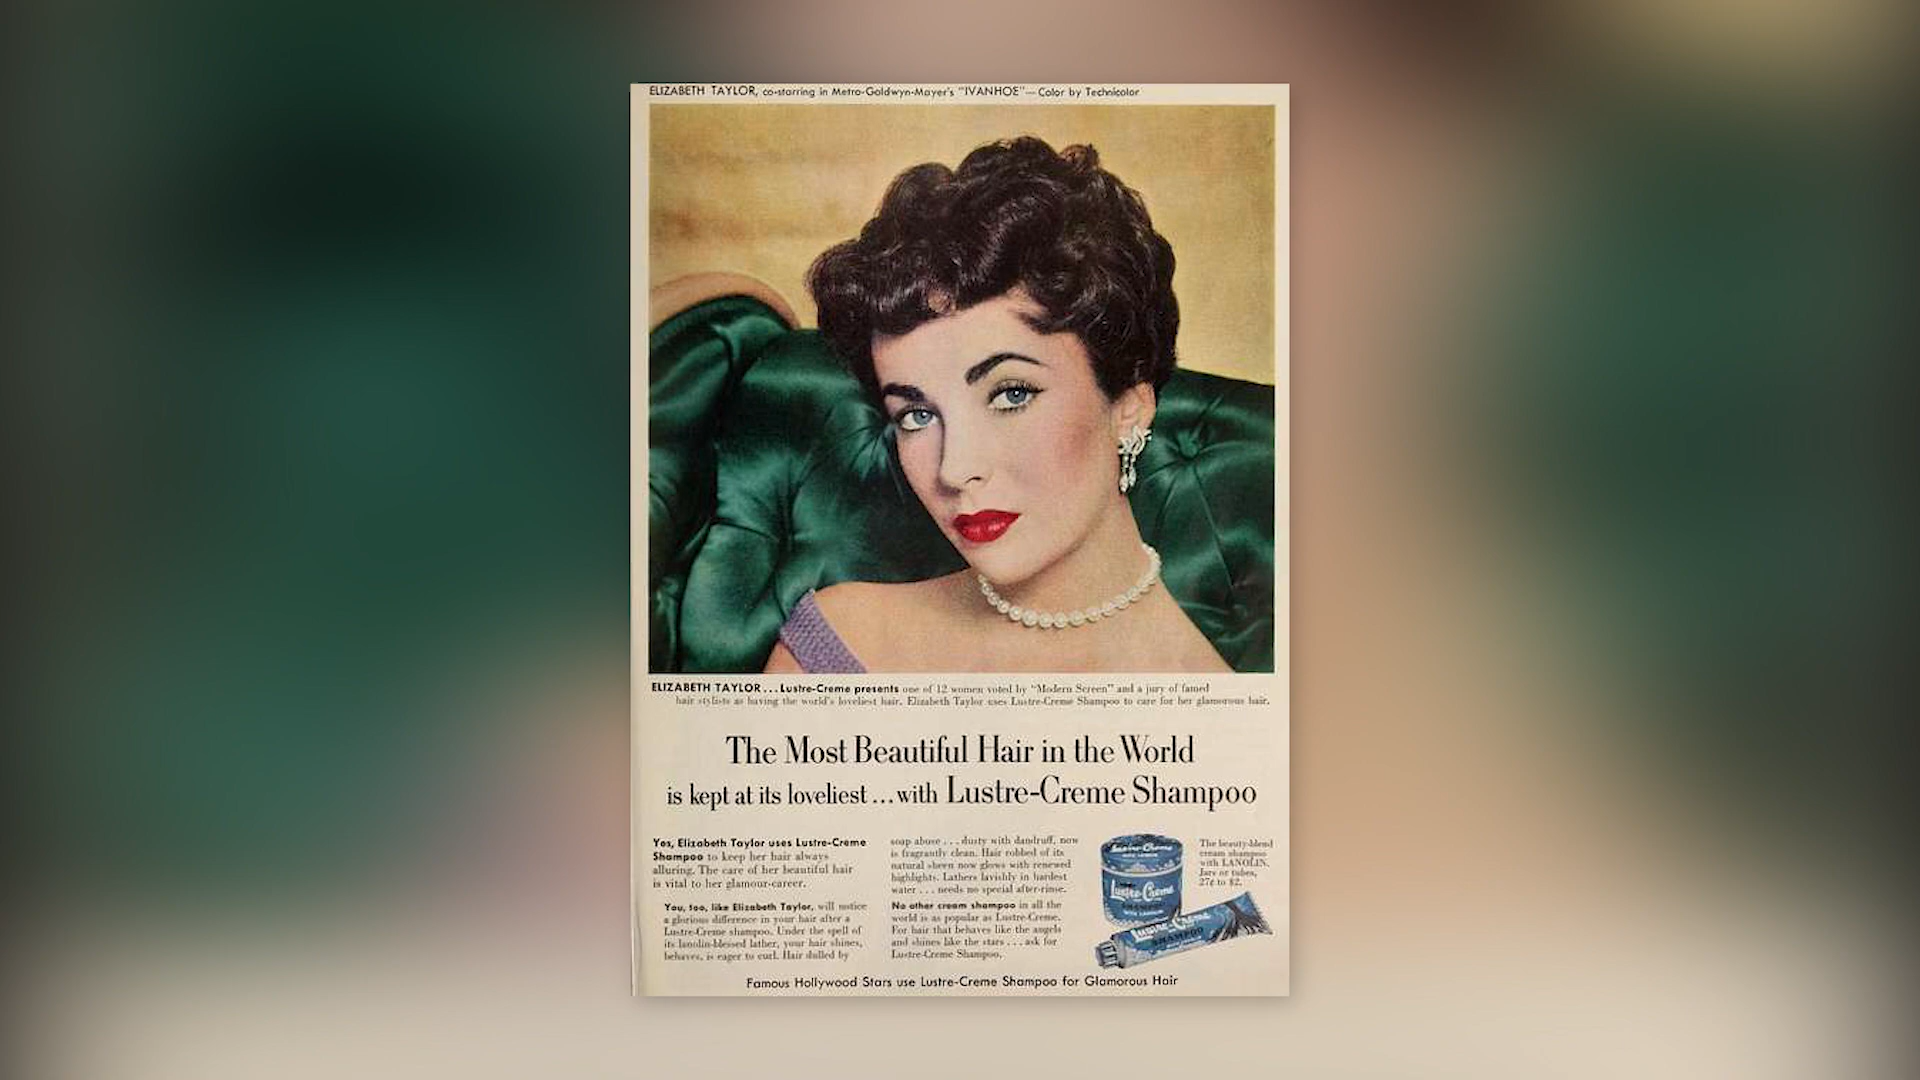 ELIZABETH TAYLOR, co-starring in Metro-Goldwyn-Mayer's "IVANHOE"—Color by Technicolor
ELIZABETH TAYLOR...Lustre-Creme presents one of 12 women voted by "Modern Screen" and a jury of famed
hair stylists as having the world's loveliest hair. Elizabeth Taylor uses Lustre-Creme Shampoo to care for her glamorous hair.
The Most Beautiful Hair in the World
is kept at its loveliest...with Lustre-Creme Shampoo
Yes, Elizabeth Taylor uses Lustre-Creme
Shampoo to keep her hair always
alluring. The care of her beautiful hair
is vital to her glamour-career.
You, too, like Elizabeth Taylor, will notice
a glorious difference in your hair after a
Lustre-Creme shampoo. Under the spell of
its lanolin-blessed lather, your hair shines,
behaves, is eager to curl. Hair dulled by
soap abuse...dusty with dandruff, now
is fragrantly clean. Hair robbed of its
natural sheen now glows with renewed
highlights. Lathers lavishly in hardest
water...needs no special after-rinse.
No other cream shampoo in all the
world is as popular as Lustre-Creme.
For hair that behaves like the angels
and shines like the stars...ask for
Lustre-Creme Shampoo.
Lustre-Creme
WITH LANOLIN
Lustre-Creme
SHAMPOO
WITH LANOLIN
Lustre-Creme
SHAMPOO
The beauty-blend
cream shampoo
with LANOLIN.
Jars or tubes,
27¢ to $2.
Famous Hollywood Stars use Lustre-Creme Shampoo for Glamorous Hair